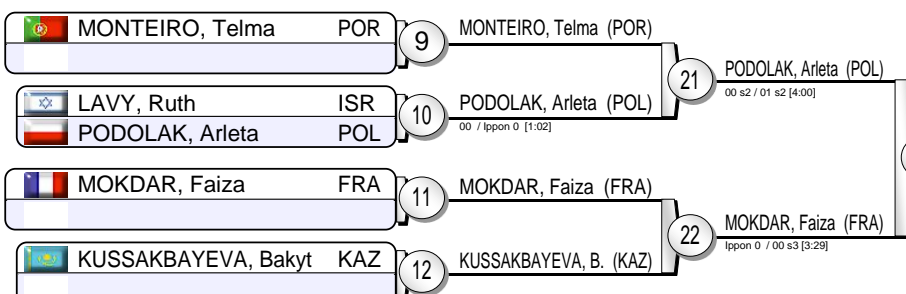 MONTEIRO, Telma POR
9
MONTEIRO, Telma (POR)
LAVY, Ruth ISR
PODOLAK, Arleta POL
10
PODOLAK, Arleta (POL)
00 / Ippon 0 [1:02]
21
PODOLAK, Arleta (POL)
00 s2 / 01 s2 [4:00]
MOKDAR, Faiza FRA
11
MOKDAR, Faiza (FRA)
KUSSAKBAYEVA, Bakyt KAZ
12
KUSSAKBAYEVA, B. (KAZ)
22
MOKDAR, Faiza (FRA)
Ippon 0 / 00 s3 [3:29]